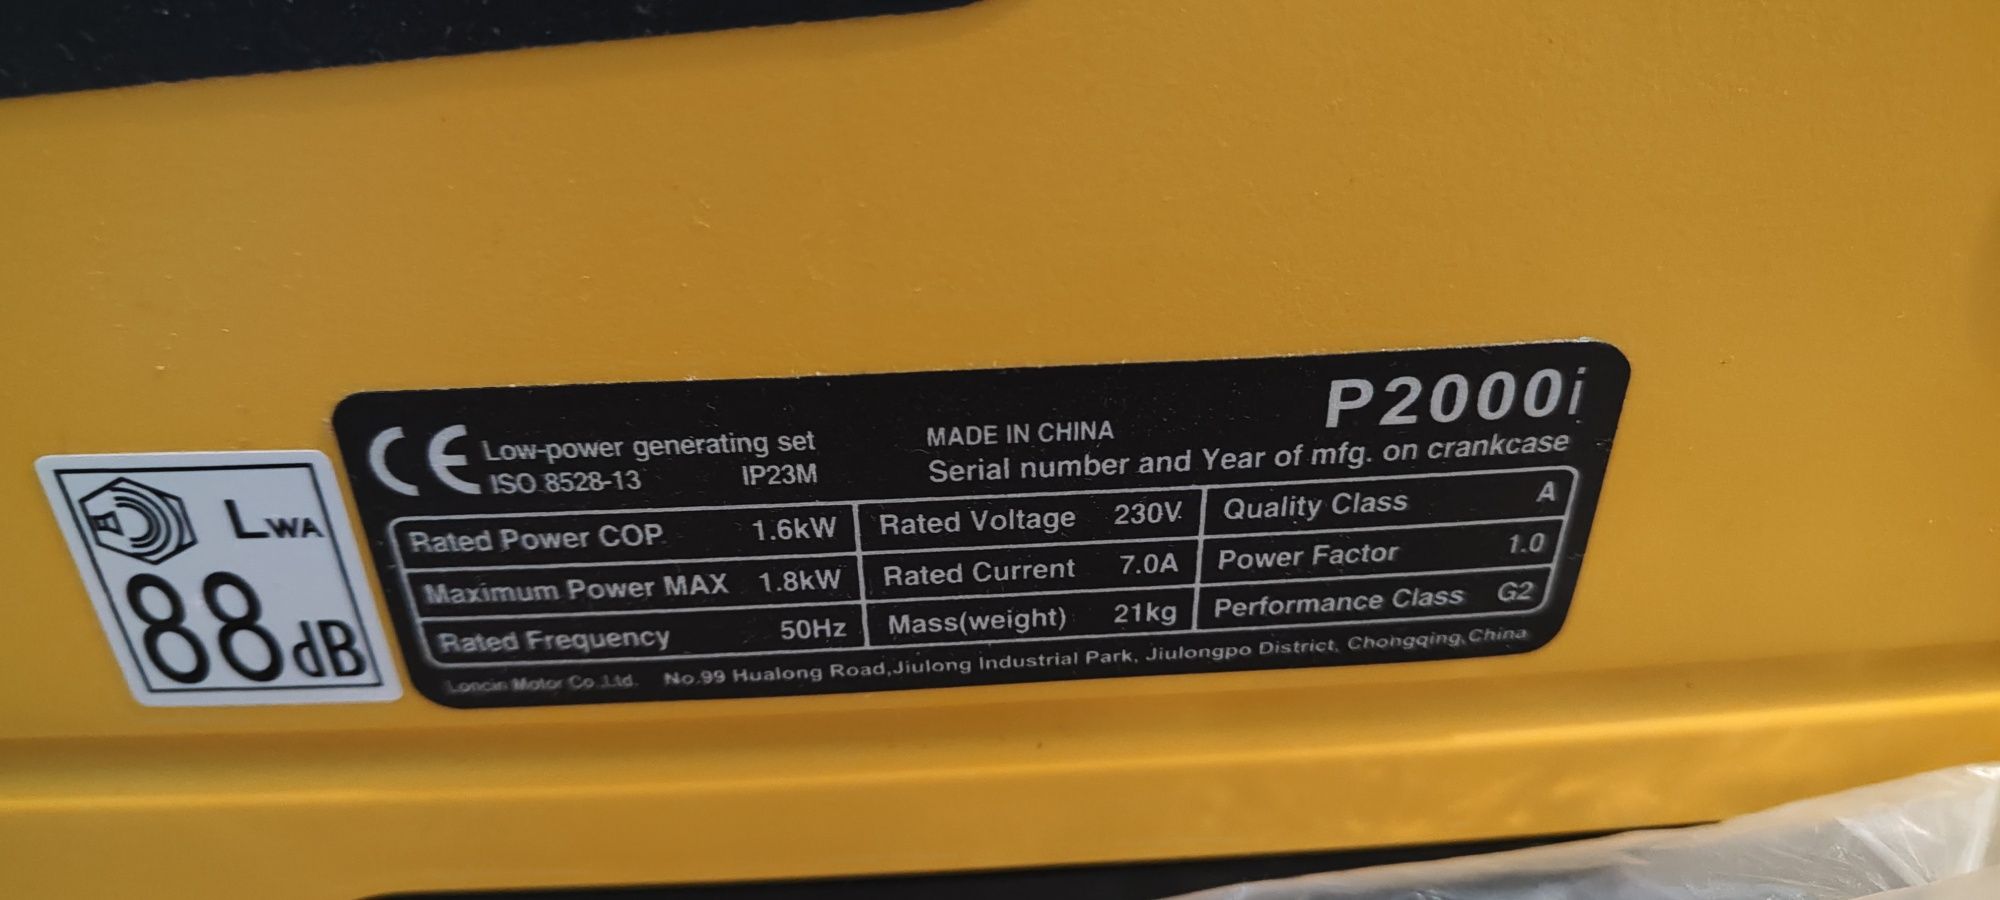 LWA
88dB
CE Low-power generating set
ISO 8528-13 IP23M
MADE IN CHINA
P2000i
Serial number and Year of mfg. on crankcase
Rated Power COP 1.6kW Rated Voltage 230V Quality Class A
Maximum Power MAX 1.8kW Rated Current 7.0A Power Factor 1.0
Rated Frequency 50Hz Mass(weight) 21kg Performance Class G2
Loncin Motor Co.,Ltd. No.99 Hualong Road,Jiulong Industrial Park, Jiulongpo District, Chongqing,China